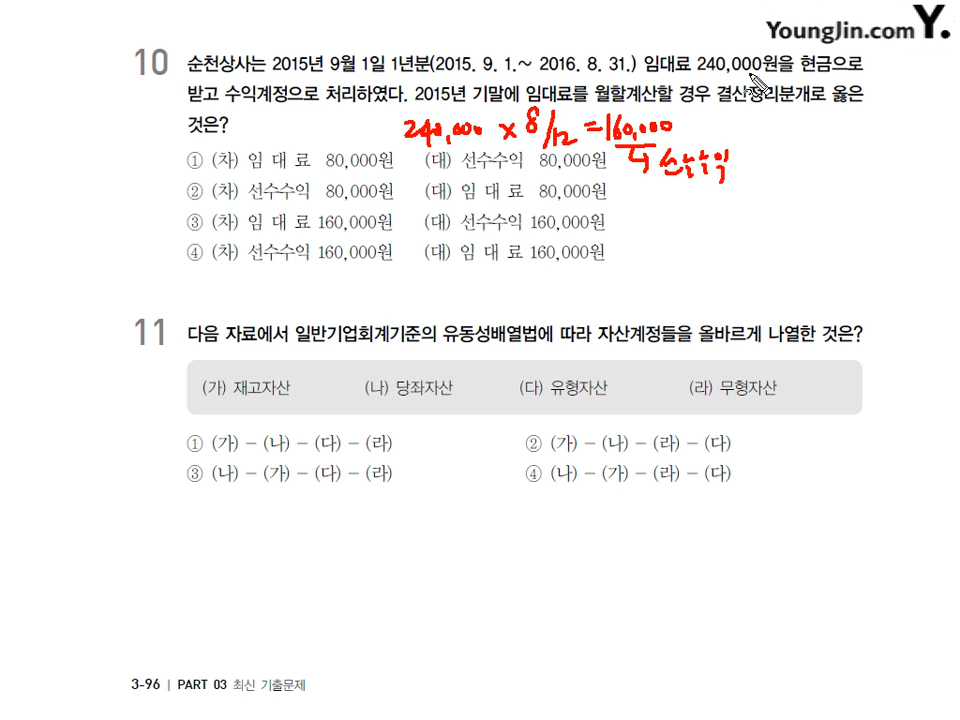 YoungJin.com Y.
10 순천상사는 2015년 9월 1일 1년분(2015. 9. 1.~ 2016. 8. 31.) 임대료 240,000원을 현금으로
받고 수익계정으로 처리하였다. 2015년 기말에 임대료를 월할계산할 경우 결산정리분개로 옳은
것은?
240,000 x 8/12 = 160,000
↳ 선수수익
① (차) 임 대 료 80,000원 (대) 선수수익 80,000원
② (차) 선수수익 80,000원 (대) 임 대 료 80,000원
③ (차) 임 대 료 160,000원 (대) 선수수익 160,000원
④ (차) 선수수익 160,000원 (대) 임 대 료 160,000원
11 다음 자료에서 일반기업회계기준의 유동성배열법에 따라 자산계정들을 올바르게 나열한 것은?
(가) 재고자산 (나) 당좌자산 (다) 유형자산 (라) 무형자산
① (가) - (나) - (다) - (라) ② (가) - (나) - (라) - (다)
③ (나) - (가) - (다) - (라) ④ (나) - (가) - (라) - (다)
3-96 | PART 03 최신 기출문제